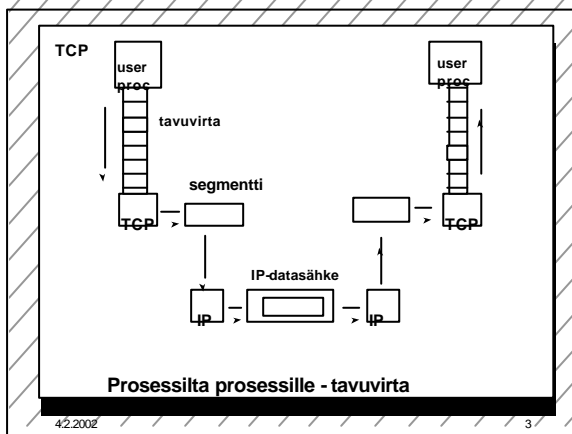 TCP
user
proc
user
proc
tavuvirta
segmentti
TCP
TCP
IP-datasähke
IP
IP
Prosessilta prosessille - tavuvirta
4.2.2002
3